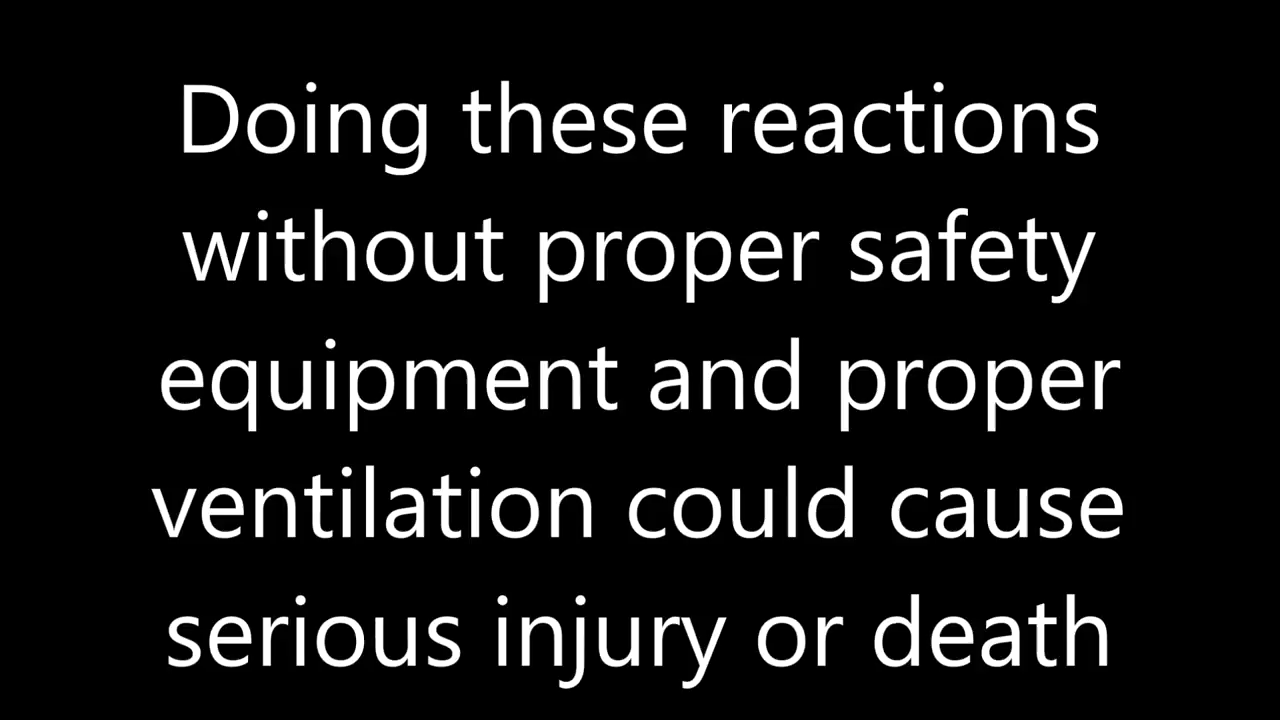 Doing these reactions
without proper safety
equipment and proper
ventilation could cause
serious injury or death